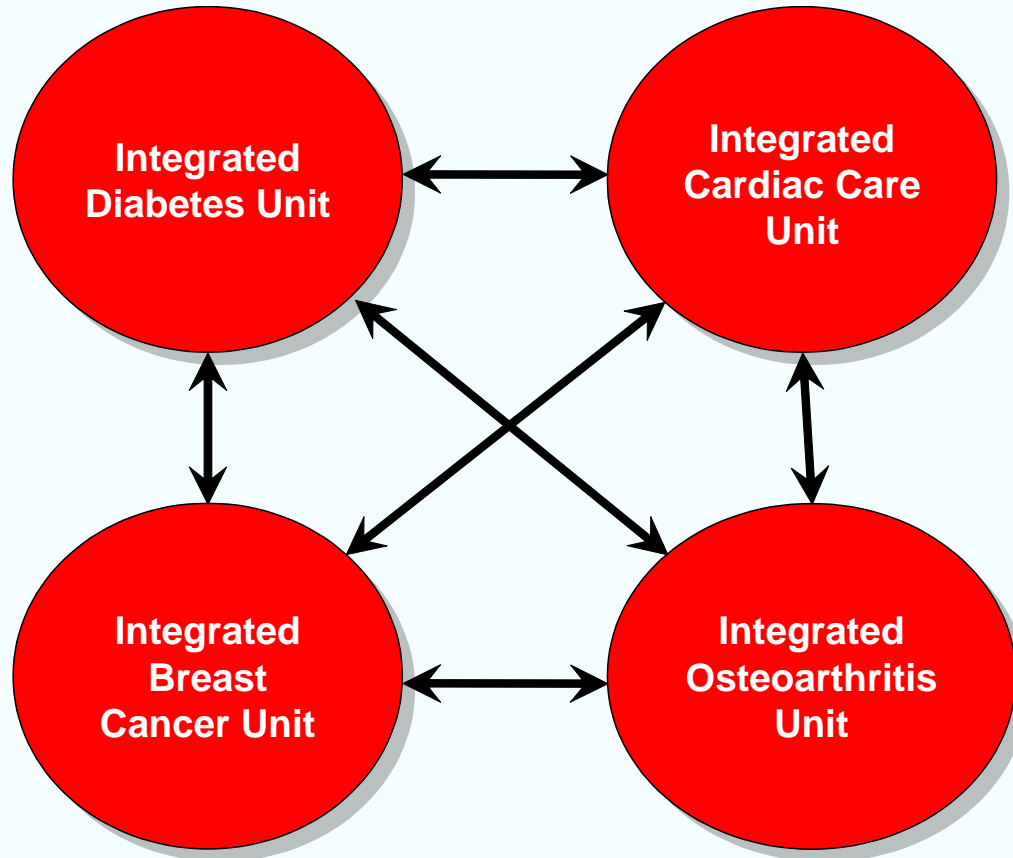 Integrated
Diabetes Unit
Integrated
Cardiac Care
Unit
Integrated
Breast
Cancer Unit
Integrated
Osteoarthritis
Unit